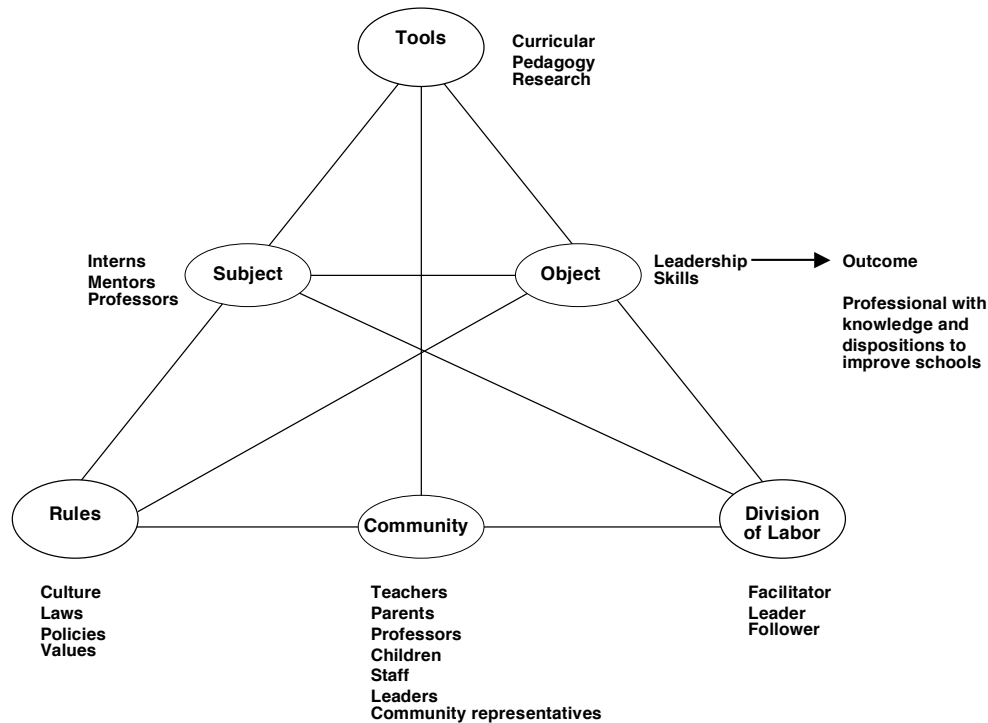 Tools
Curricular
Pedagogy
Research
Interns
Mentors
Professors
Subject
Object
Leadership
Skills
Outcome
Professional with
knowledge and
dispositions to
improve schools
Rules
Community
Division
of Labor
Culture
Laws
Policies
Values
Teachers
Parents
Professors
Children
Staff
Leaders
Community representatives
Facilitator
Leader
Follower